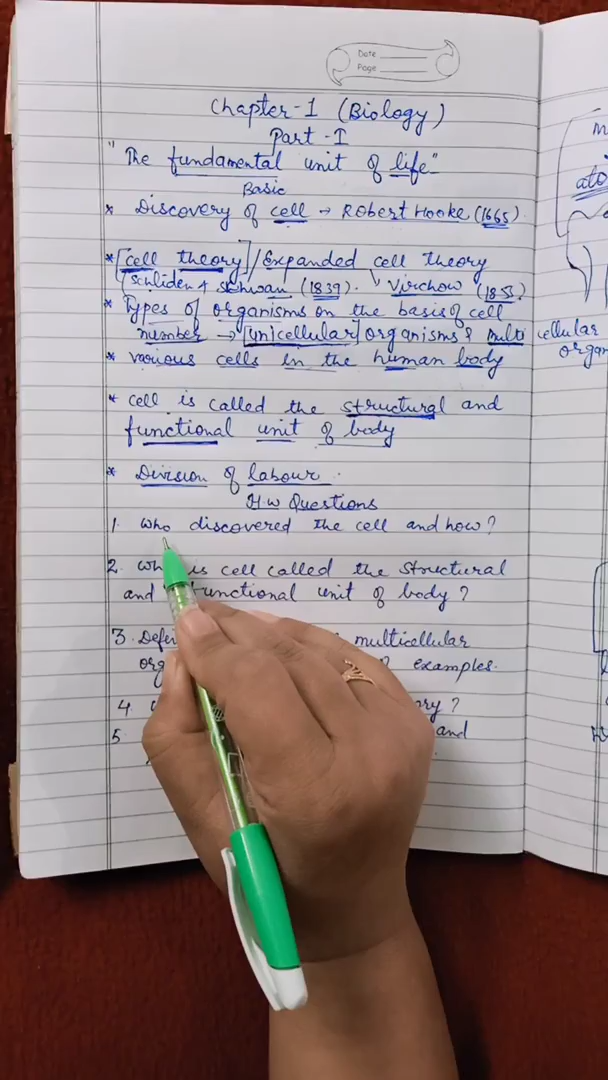 Date
Page
Chapter-1 (Biology)
Part-I
"The fundamental unit of life"
Basic
* Discovery of cell → Robert Hooke (1665)
* [cell theory]/Expanded cell theory
(Schliden & Schwan (1839). Virchow (1855)
* Types of organisms on the basis of cell
number → [unicellular] organisms & multi cellular
organ
* various cells in the human body
* cell is called the structural and
functional unit of body
* Division of labour.
H.W Questions
1. Who discovered the cell and how?
2. is cell called the structural
and functional unit of body?
3. multicellular
examples.
4. ?
5. and